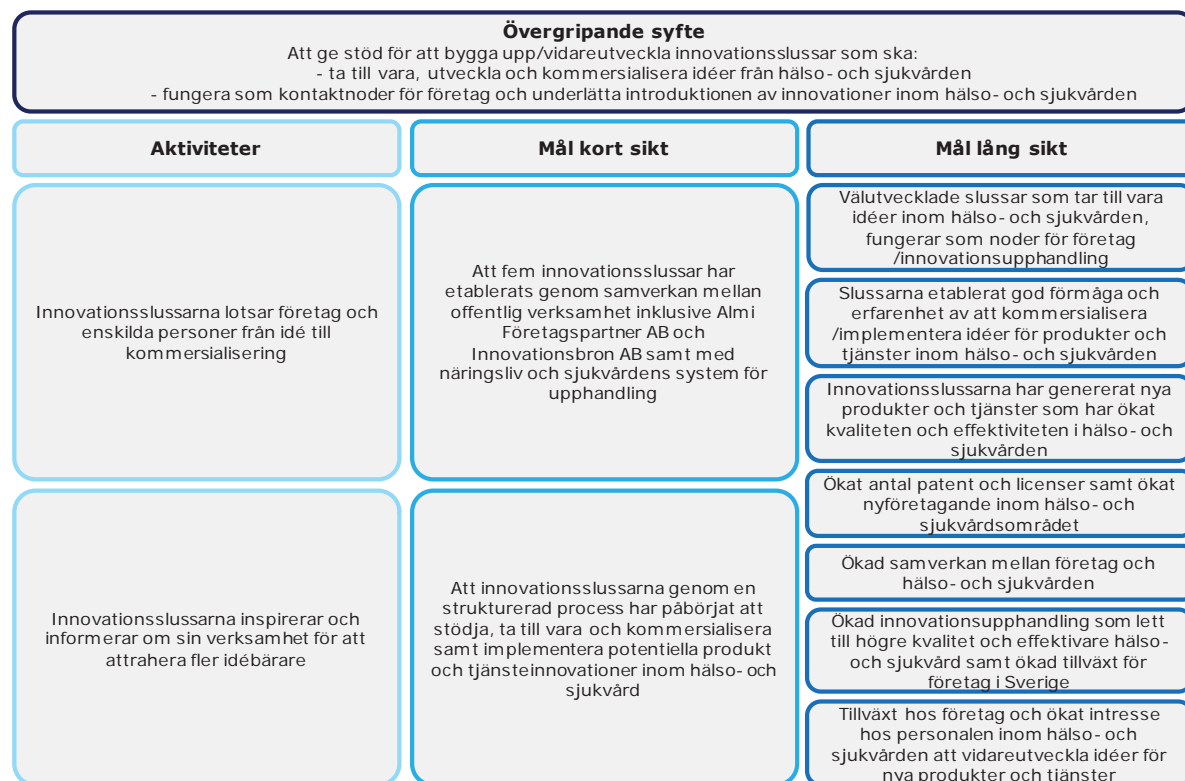 Övergripande syfte
Att ge stöd för att bygga upp/vidareutveckla innovationsslussar som ska:
- ta till vara, utveckla och kommersialisera idéer från hälso- och sjukvården
- fungera som kontaktnoder för företag och underlätta introduktionen av innovationer inom hälso- och sjukvården
Aktiviteter
Mål kort sikt
Mål lång sikt
Innovationsslussarna lotsar företag och
enskilda personer från idé till
kommersialisering
Innovationsslussarna inspirerar och
informerar om sin verksamhet för att
attrahera fler idébärare
Att fem innovationsslussar har
etablerats genom samverkan mellan
offentlig verksamhet inklusive Almi
Företagspartner AB och
Innovationsbron AB samt med
näringsliv och sjukvårdens system för
upphandling
Att innovationsslussarna genom en
strukturerad process har påbörjat att
stödja, ta till vara och kommersialisera
samt implementera potentiella produkt
och tjänsteinnovationer inom hälso- och
sjukvård
Välutvecklade slussar som tar till vara
idéer inom hälso- och sjukvården,
fungerar som noder för företag
/innovationsupphandling
Slussarna etablerat god förmåga och
erfarenhet av att kommersialisera
/implementera idéer för produkter och
tjänster inom hälso- och sjukvården
Innovationsslussarna har genererat nya
produkter och tjänster som har ökat
kvaliteten och effektiviteten i hälso- och
sjukvården
Ökat antal patent och licenser samt ökat
nyföretagande inom hälso- och
sjukvårdsområdet
Ökad samverkan mellan företag och
hälso- och sjukvården
Ökad innovationsupphandling som lett
till högre kvalitet och effektivare hälso-
och sjukvård samt ökad tillväxt för
företag i Sverige
Tillväxt hos företag och ökat intresse
hos personalen inom hälso- och
sjukvården att vidareutveckla idéer för
nya produkter och tjänster